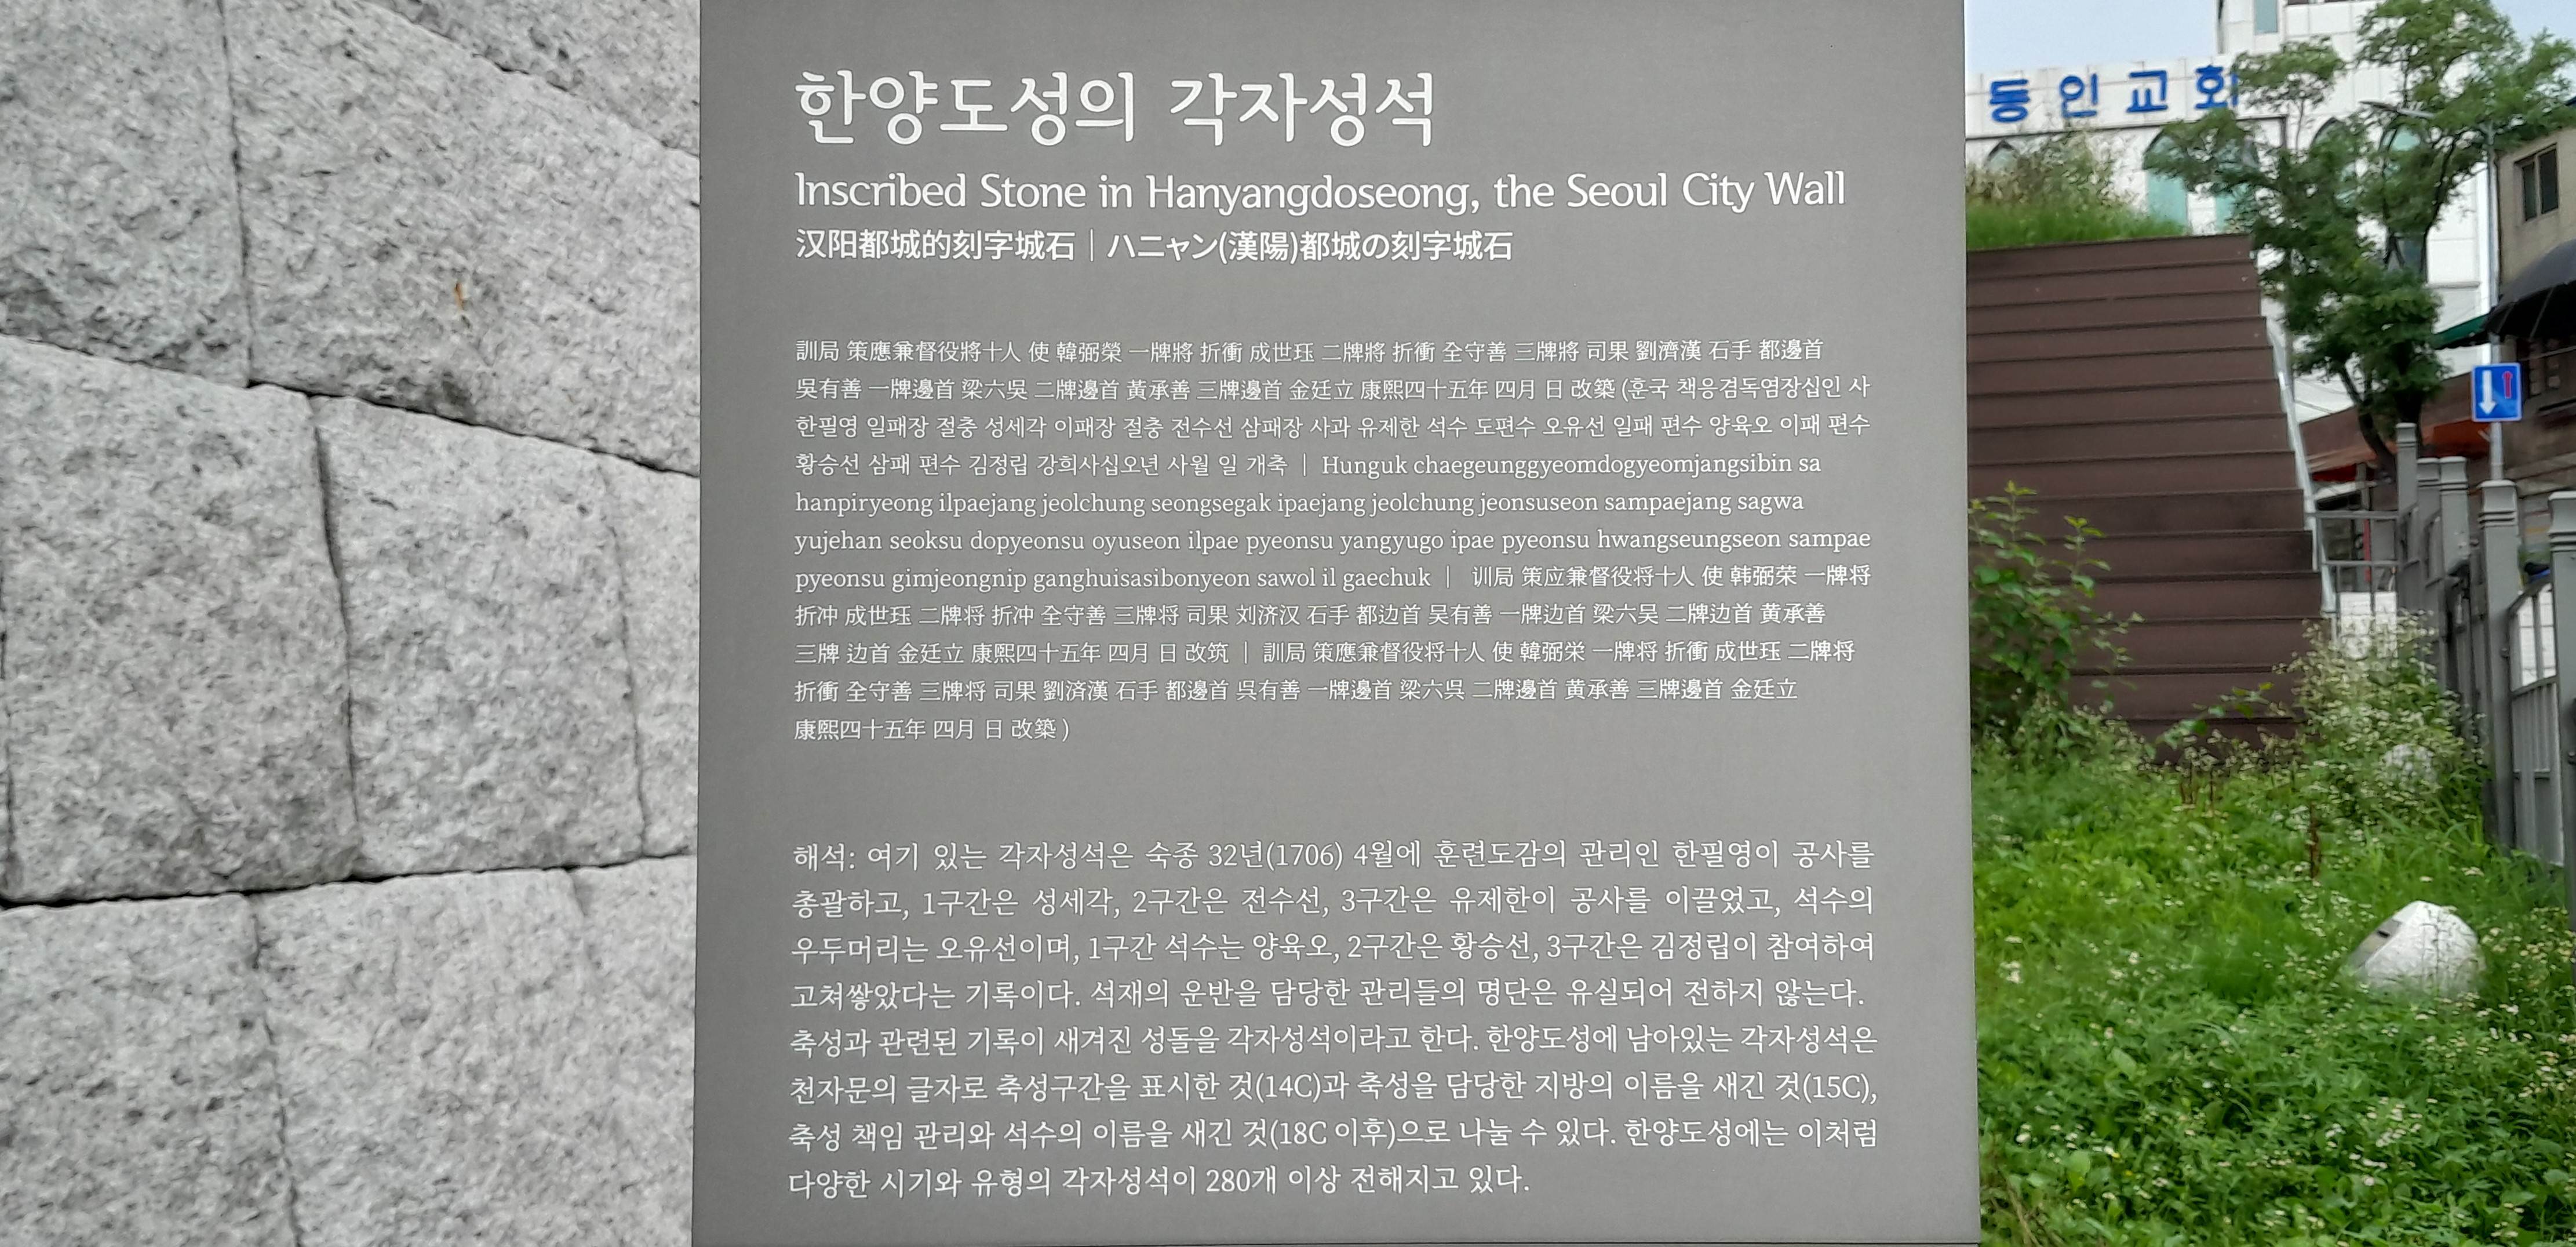 한양도성의 각자성석
Inscribed Stone in Hanyangdoseong, the Seoul City Wall
汉阳都城的刻字城石 | ハニャン(漢陽)都城の刻字城石
訓局 策應兼督役將十人 使 韓弼榮 一牌將 折衝 成世珏 二牌將 折衝 全守善 三牌將 司果 劉濟漢 石手 都邊首
吳有善 一牌邊首 梁六吳 二牌邊首 黃承善 三牌邊首 金廷立 康熙四十五年 四月 日 改築 (훈국 책응겸독염장십인 사
한필영 일패장 절충 성세각 이패장 절충 전수선 삼패장 사과 유제한 석수 도편수 오유선 일패 편수 양육오 이패 편수
황승선 삼패 편수 김정립 강희사십오년 사월 일 개축 | Hunguk chaegeunggyeomdogyeomjangsibin sa
hanpiryeong ilpaejang jeolchung seongsegak ipaejang jeolchung jeonsuseon sampaejang sagwa
yujehan seoksu dopyeonsu oyuseon ilpae pyeonsu yangyugo ipae pyeonsu hwangseungseon sampae
pyeonsu gimjeongnip ganghuisasibonyeon sawol il gaechuk | 训局 策应兼督役将十人 使 韩弼荣 一牌将
折冲 成世珏 二牌将 折冲 全守善 三牌将 司果 刘济汉 石手 都边首 吴有善 一牌边首 梁六吴 二牌边首 黄承善
三牌 边首 金廷立 康熙四十五年 四月 日 改筑 | 訓局 策應兼督役将十人 使 韓弼栄 一牌将 折衝 成世珏 二牌将
折衝 全守善 三牌将 司果 劉済漢 石手 都邊首 呉有善 一牌邊首 梁六呉 二牌邊首 黄承善 三牌邊首 金廷立
康熙四十五年 四月 日 改築 )
해석: 여기 있는 각자성석은 숙종 32년(1706) 4월에 훈련도감의 관리인 한필영이 공사를
총괄하고, 1구간은 성세각, 2구간은 전수선, 3구간은 유제한이 공사를 이끌었고, 석수의
우두머리는 오유선이며, 1구간 석수는 양육오, 2구간은 황승선, 3구간은 김정립이 참여하여
고쳐쌓았다는 기록이다. 석재의 운반을 담당한 관리들의 명단은 유실되어 전하지 않는다.
축성과 관련된 기록이 새겨진 성돌을 각자성석이라고 한다. 한양도성에 남아있는 각자성석은
천자문의 글자로 축성구간을 표시한 것(14C)과 축성을 담당한 지방의 이름을 새긴 것(15C),
축성 책임 관리와 석수의 이름을 새긴 것(18C 이후)으로 나눌 수 있다. 한양도성에는 이처럼
다양한 시기와 유형의 각자성석이 280개 이상 전해지고 있다.
동인교회